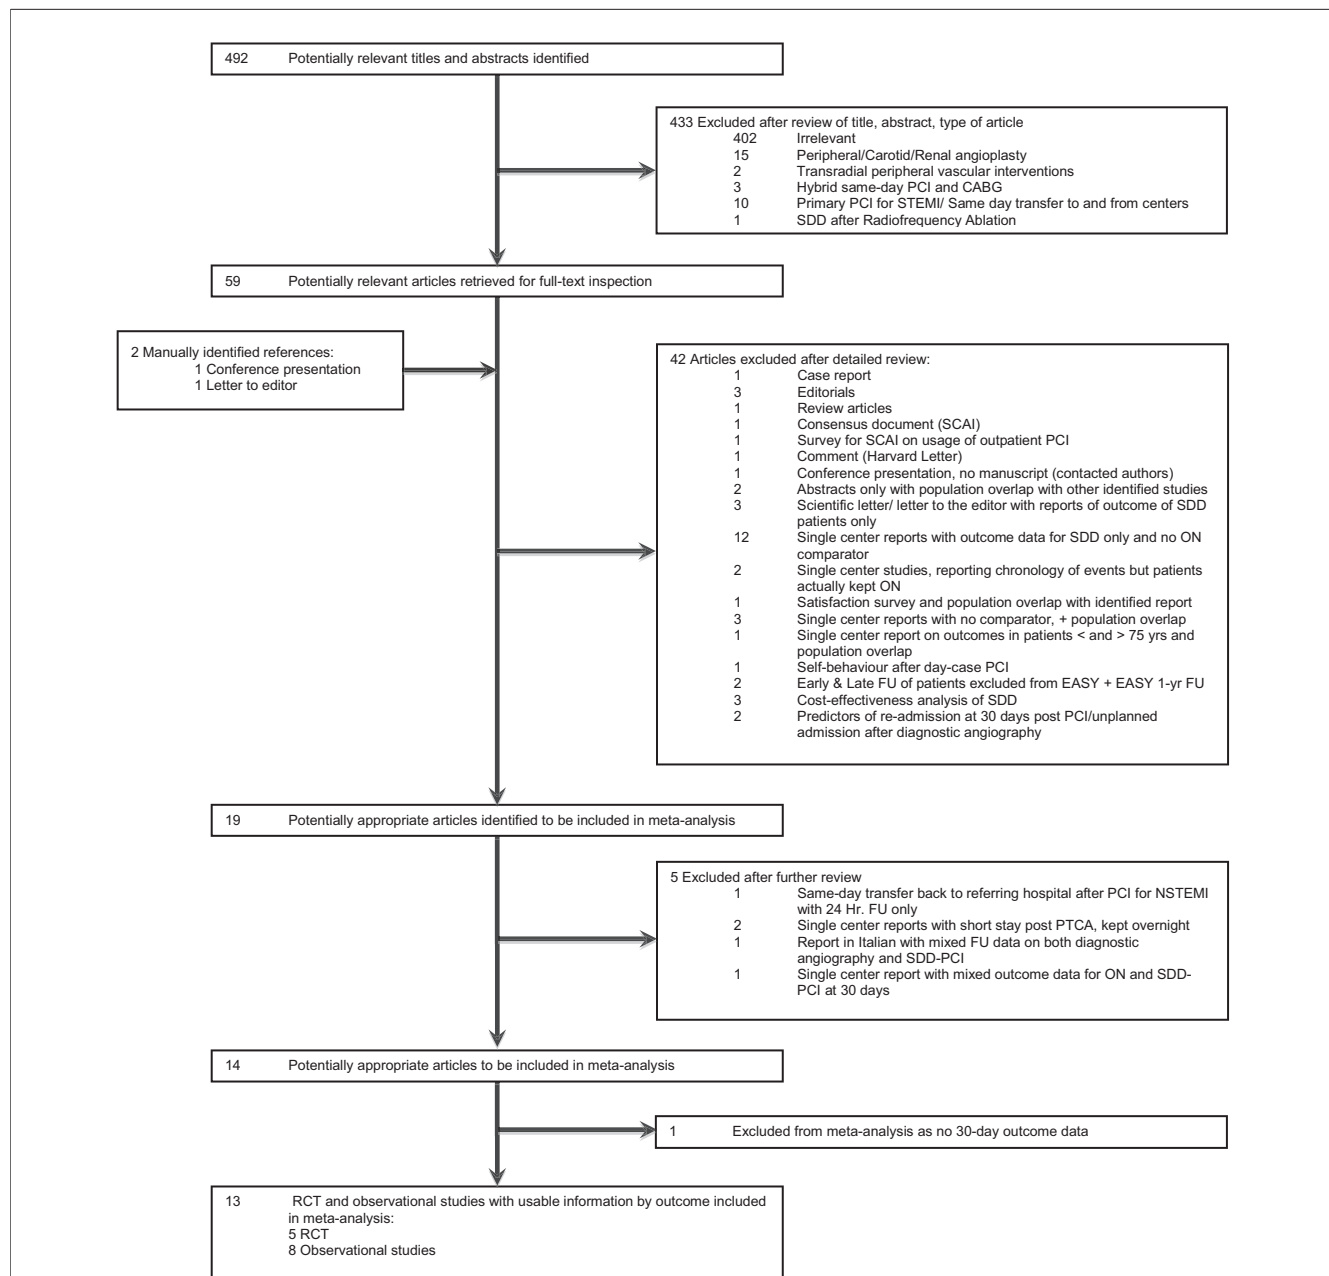 492 Potentially relevant titles and abstracts identified
433 Excluded after review of title, abstract, type of article
402 Irrelevant
15 Peripheral/Carotid/Renal angioplasty
2 Transradial peripheral vascular interventions
3 Hybrid same-day PCI and CABG
10 Primary PCI for STEMI/ Same day transfer to and from centers
1 SDD after Radiofrequency Ablation
59 Potentially relevant articles retrieved for full-text inspection
2 Manually identified references:
1 Conference presentation
1 Letter to editor
42 Articles excluded after detailed review:
1 Case report
3 Editorials
1 Review articles
1 Consensus document (SCAI)
1 Survey for SCAI on usage of outpatient PCI
1 Comment (Harvard Letter)
1 Conference presentation, no manuscript (contacted authors)
2 Abstracts only with population overlap with other identified studies
3 Scientific letter/ letter to the editor with reports of outcome of SDD
patients only
12 Single center reports with outcome data for SDD only and no ON
comparator
2 Single center studies, reporting chronology of events but patients
actually kept ON
1 Satisfaction survey and population overlap with identified report
3 Single center reports with no comparator, + population overlap
1 Single center report on outcomes in patients < and > 75 yrs and
population overlap
1 Self-behaviour after day-case PCI
2 Early & Late FU of patients excluded from EASY + EASY 1-yr FU
3 Cost-effectiveness analysis of SDD
2 Predictors of re-admission at 30 days post PCI/unplanned
admission after diagnostic angiography
19 Potentially appropriate articles identified to be included in meta-analysis
5 Excluded after further review
1 Same-day transfer back to referring hospital after PCI for NSTEMI
with 24 Hr. FU only
2 Single center reports with short stay post PTCA, kept overnight
1 Report in Italian with mixed FU data on both diagnostic
angiography and SDD-PCI
1 Single center report with mixed outcome data for ON and SDD-
PCI at 30 days
14 Potentially appropriate articles to be included in meta-analysis
1 Excluded from meta-analysis as no 30-day outcome data
13 RCT and observational studies with usable information by outcome included
in meta-analysis:
5 RCT
8 Observational studies